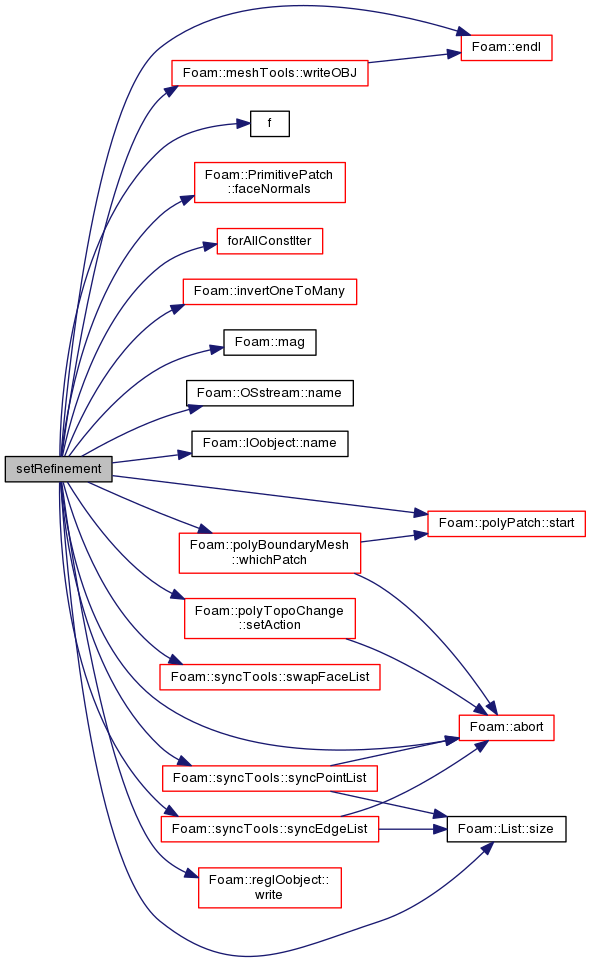 Foam::endl
Foam::meshTools::writeOBJ
f
Foam::PrimitivePatch
::faceNormals
forAllConstIter
Foam::invertOneToMany
Foam::mag
Foam::OSstream::name
Foam::IOobject::name
setRefinement
Foam::polyPatch::start
Foam::polyBoundaryMesh
::whichPatch
Foam::polyTopoChange
::setAction
Foam::syncTools::swapFaceList
Foam::abort
Foam::syncTools::syncPointList
Foam::syncTools::syncEdgeList
Foam::List::size
Foam::regIOobject::
write